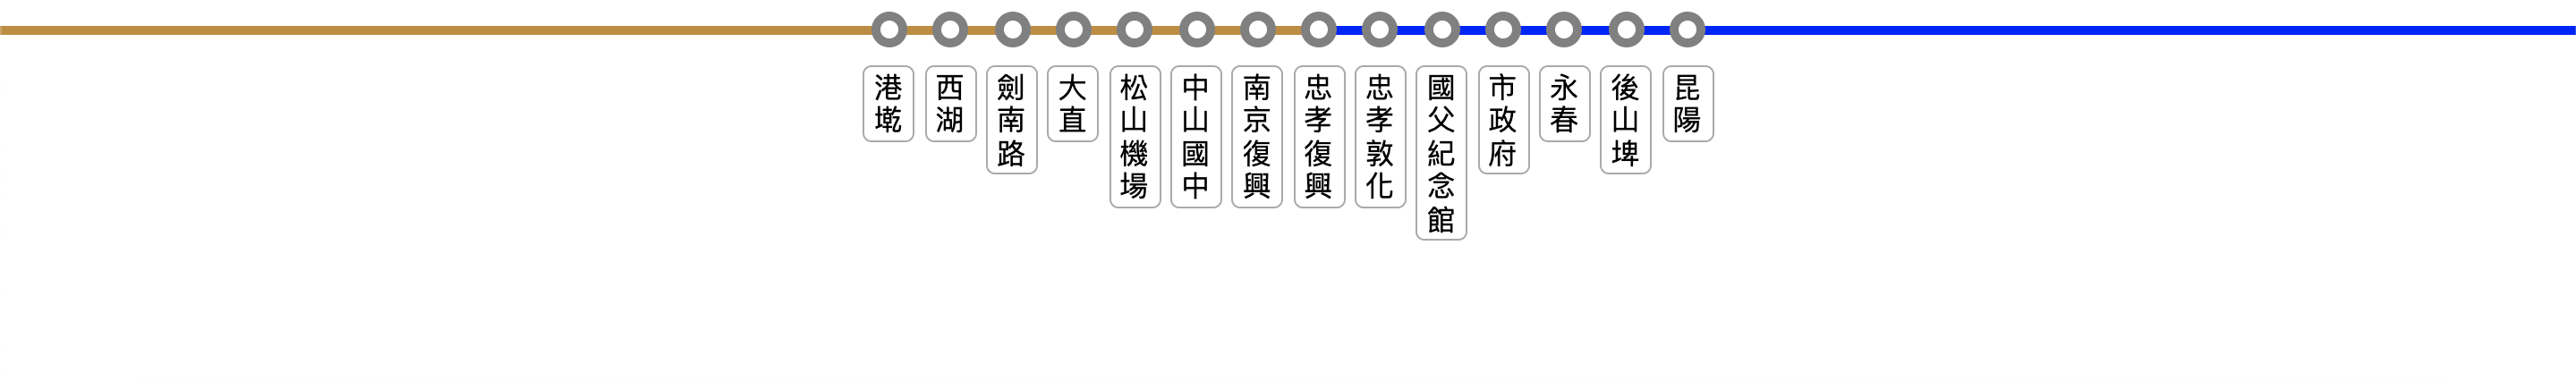 港墘
西湖
劍南路
大直
松山機場
中山國中
南京復興
忠孝復興
忠孝敦化
國父紀念館
市政府
永春
後山埤
昆陽